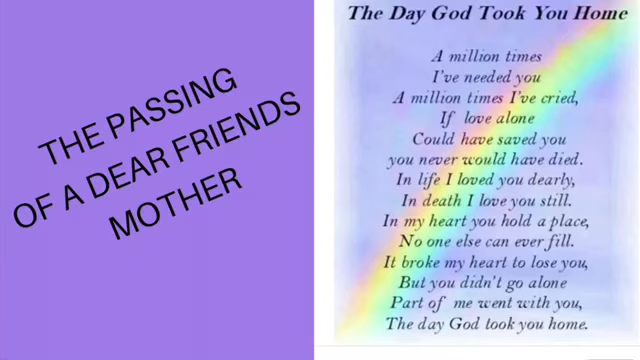 THE PASSING
OF A DEAR FRIENDS
MOTHER
The Day God Took You Home
A million times
I've needed you
A million times I've cried,
If love alone
Could have saved you
you never would have died.
In life I loved you dearly,
In death I love you still.
In my heart you hold a place,
No one else can ever fill.
It broke my heart to lose you,
But you didn't go alone
Part of me went with you,
The day God took you home.